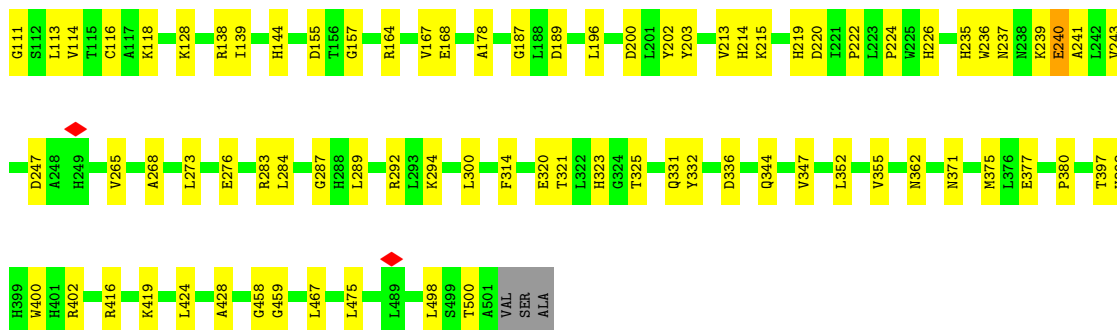 G111 S112 L113 V114 T115 C116 A117 K118 K128 R138 I139 H144 D155 T156 G157 R164 V167 E168 A178 G187 L188 D189 L196 D200 L201 Y202 Y203 V213 H214 K215 H219 D220 I221 P222 L223 P224 W225 H226 H235 W236 N237 N238 K239 E240 A241 L242 V243
D247 A248 H249 V265 A268 L273 E276 R283 L284 G287 H288 L289 R292 L293 K294 L300 F314 E320 T321 L322 H323 G324 T325 Q331 Y332 D336 Q344 V347 L352 V355 N362 N371 M375 L376 E377 P380 T397
H399 W400 H401 R402 R416 K419 L424 A428 G458 G459 L467 L475 L489 L498 S499 T500 A501 VAL SER ALA